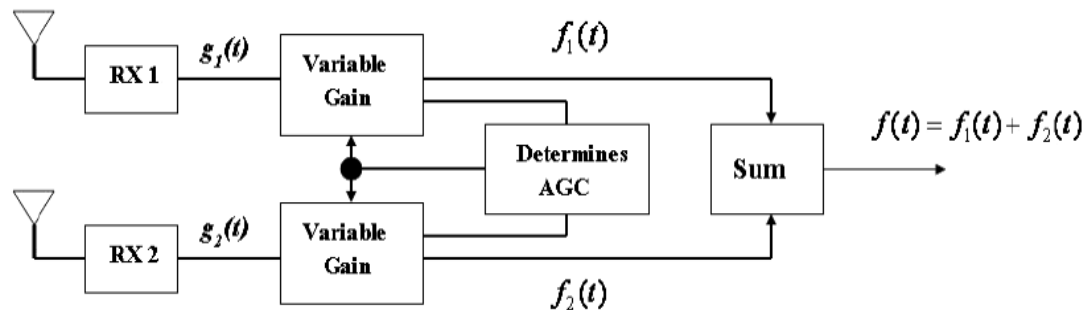 RX 1
g₁(t)
Variable
Gain
f₁(t)
Determines
AGC
Sum
f(t) = f₁(t) + f₂(t)
RX 2
g₂(t)
Variable
Gain
f₂(t)